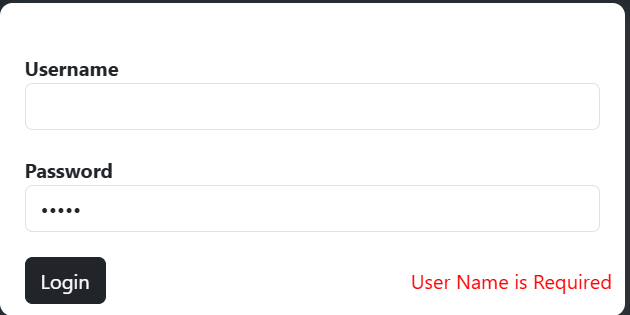 Username
Password
•••••
Login
User Name is Required